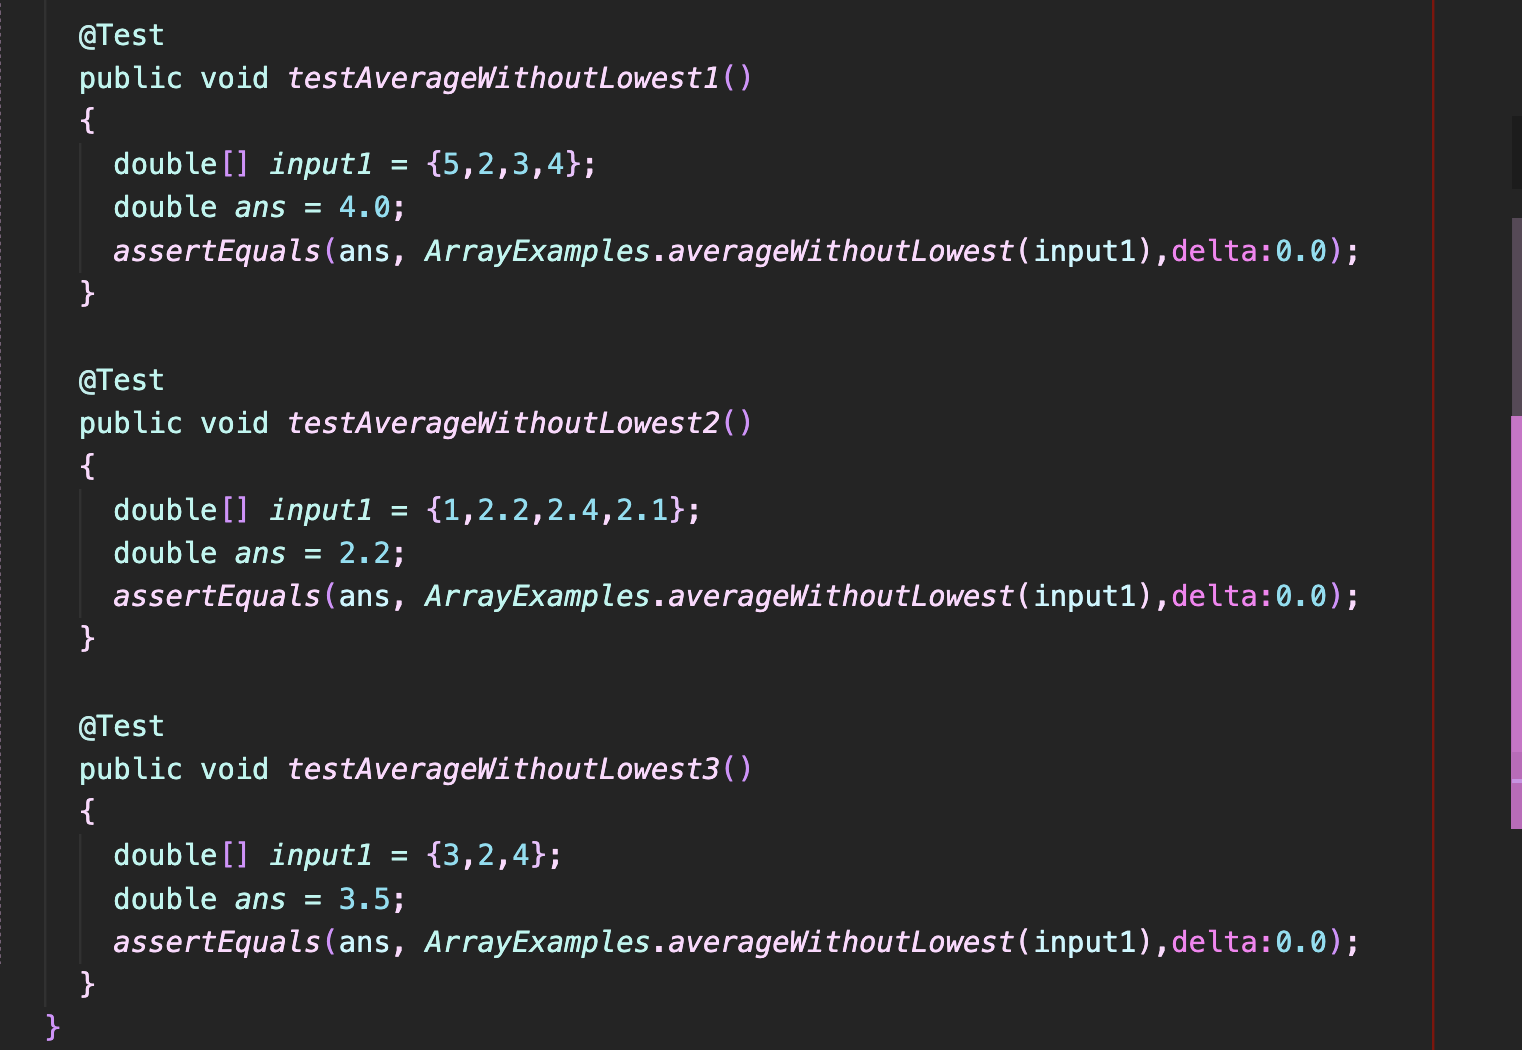 @Test
public void testAverageWithoutLowest1()
{
double[] input1 = {5,2,3,4};
double ans = 4.0;
assertEquals(ans, ArrayExamples.averageWithoutLowest(input1),delta:0.0);
}
@Test
public void testAverageWithoutLowest2()
{
double[] input1 = {1,2.2,2.4,2.1};
double ans = 2.2;
assertEquals(ans, ArrayExamples.averageWithoutLowest(input1),delta:0.0);
}
@Test
public void testAverageWithoutLowest3()
{
double[] input1 = {3,2,4};
double ans = 3.5;
assertEquals(ans, ArrayExamples.averageWithoutLowest(input1),delta:0.0);
}
}